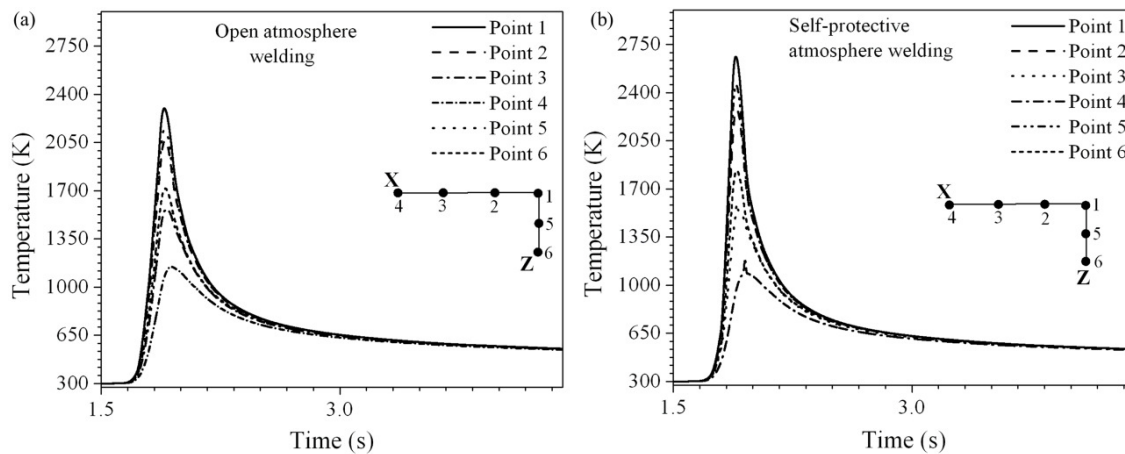 (a)
Open atmosphere
welding
Point 1
Point 2
Point 3
Point 4
Point 5
Point 6
2750
2400
2050
1700
1350
1000
650
300
Temperature (K)
X
4 3 2 1
5
6
Z
1.5 3.0
Time (s)
(b)
Self-protective
atmosphere welding
Point 1
Point 2
Point 3
Point 4
Point 5
Point 6
2750
2400
2050
1700
1350
1000
650
300
Temperature (K)
X
4 3 2 1
5
6
Z
1.5 3.0
Time (s)